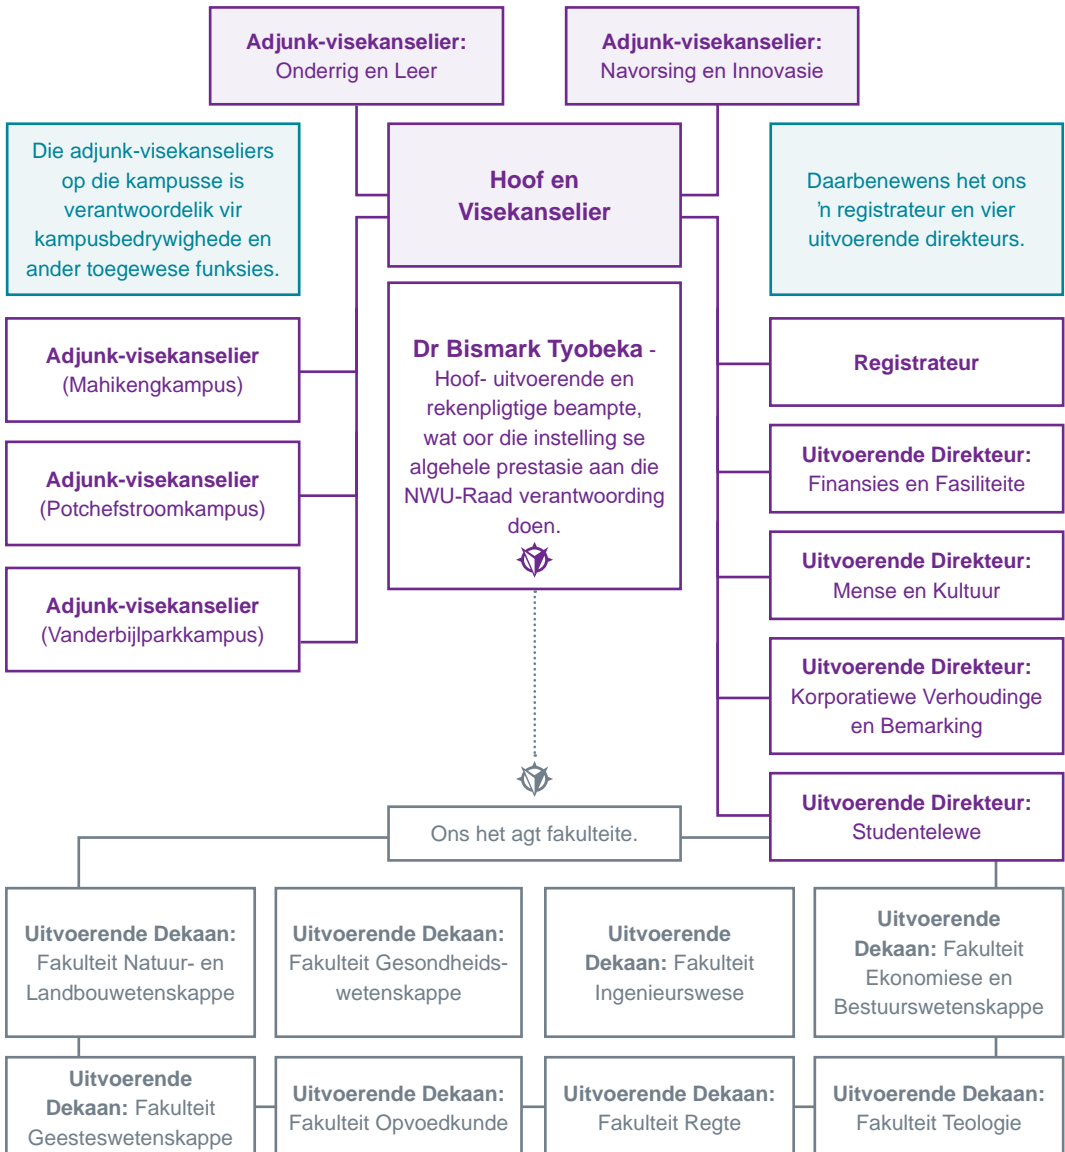 Adjunk-visekanselier:
Onderrig en Leer
Adjunk-visekanselier:
Navorsing en Innovasie
Die adjunk-visekanseliers
op die kampusse is
verantwoordelik vir
kampusbedrywighede en
ander toegewese funksies.
Hoof en
Visekanselier
Daarbenewens het ons
’n registrateur en vier
uitvoerende direkteurs.
Adjunk-visekanselier
(Mahikengkampus)
Adjunk-visekanselier
(Potchefstroomkampus)
Adjunk-visekanselier
(Vanderbijlparkkampus)
Dr Bismark Tyobeka -
Hoof- uitvoerende en
rekenpligtige beampte,
wat oor die instelling se
algehele prestasie aan die
NWU-Raad verantwoording
doen.
Registrateur
Uitvoerende Direkteur:
Finansies en Fasiliteite
Uitvoerende Direkteur:
Mense en Kultuur
Uitvoerende Direkteur:
Korporatiewe Verhoudinge
en Bemarking
Uitvoerende Direkteur:
Studentelewe
Ons het agt fakulteite.
Uitvoerende Dekaan:
Fakulteit Natuur- en
Landbouwetenskappe
Uitvoerende Dekaan:
Fakulteit Gesondheids-
wetenskappe
Uitvoerende
Dekaan: Fakulteit
Ingenieurswese
Uitvoerende
Dekaan: Fakulteit
Ekonomiese en
Bestuurswetenskappe
Uitvoerende
Dekaan: Fakulteit
Geesteswetenskappe
Uitvoerende Dekaan:
Fakulteit Opvoedkunde
Uitvoerende Dekaan:
Fakulteit Regte
Uitvoerende Dekaan:
Fakulteit Teologie